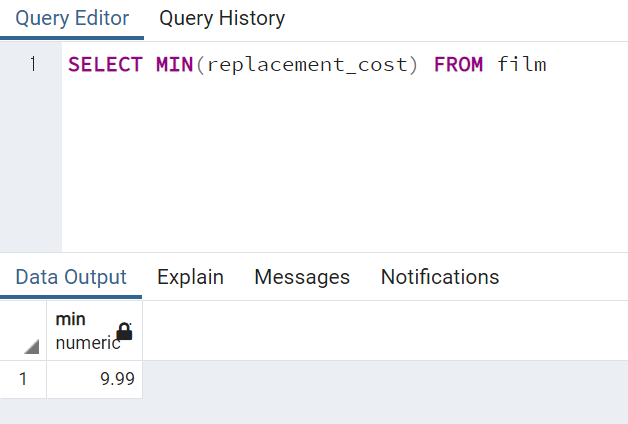 Query Editor Query History
1 SELECT MIN(replacement_cost) FROM film
Data Output Explain Messages Notifications
min
numeric
1 9.99